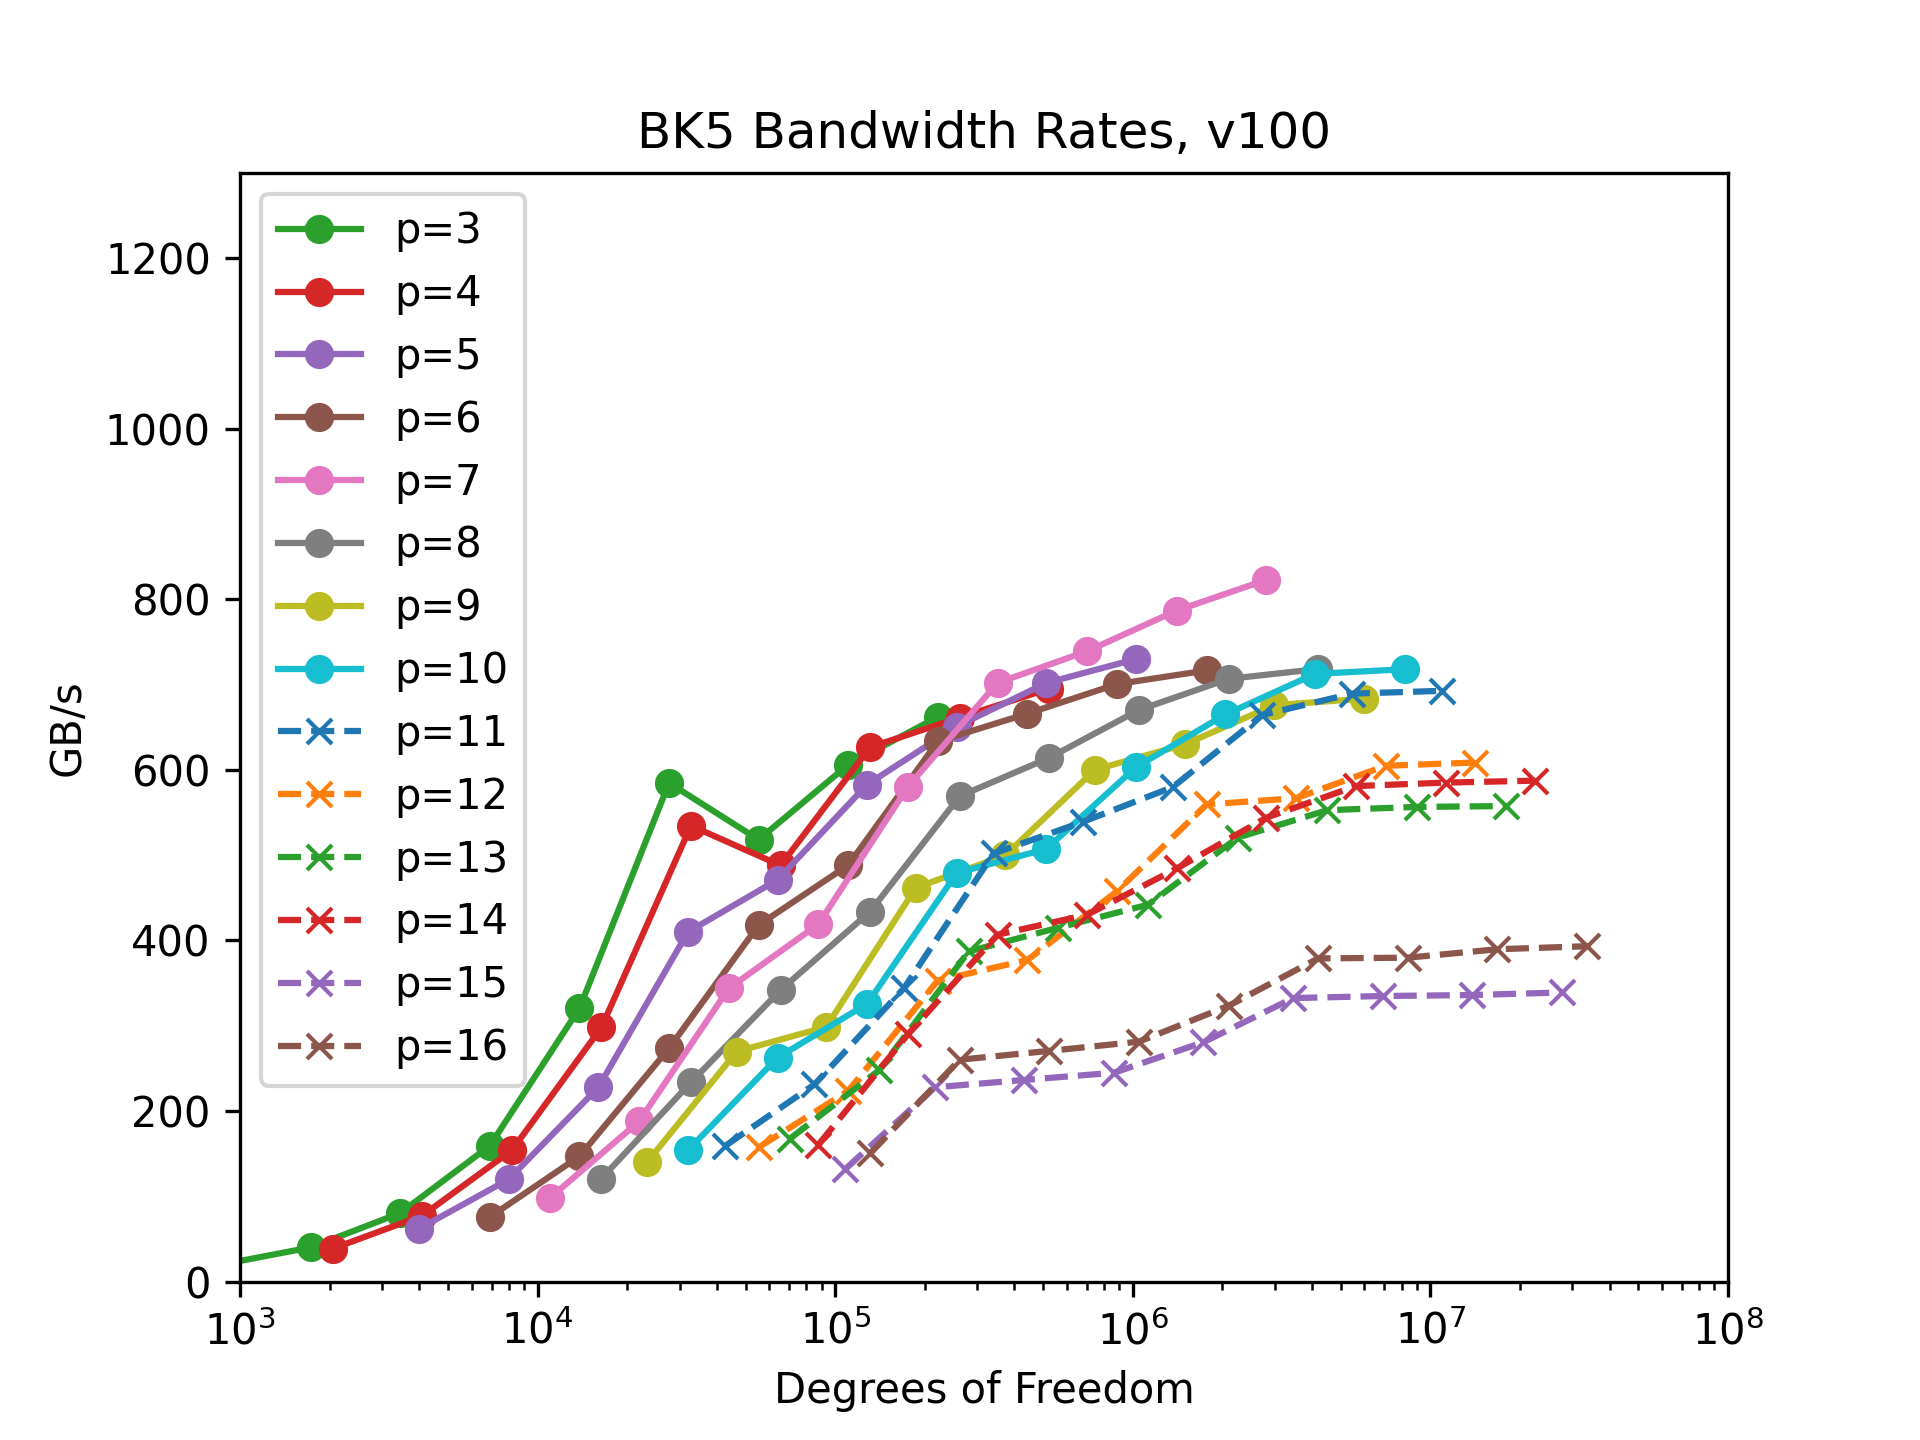 BK5 Bandwidth Rates, v100
GB/s
1200
1000
800
600
400
200
0
p=3
p=4
p=5
p=6
p=7
p=8
p=9
p=10
p=11
p=12
p=13
p=14
p=15
p=16
10³ 10⁴ 10⁵ 10⁶ 10⁷ 10⁸
Degrees of Freedom